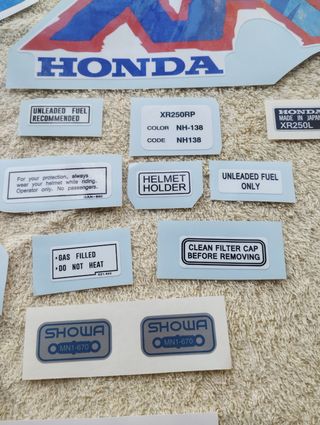 HONDA
UNLEADED FUEL
RECOMMENDED
XR250RP
COLOR NH-138
CODE NH138
HONDA
MADE IN JAPAN
XR250L
For your protection, always
wear your helmet while riding.
Operator only. No passengers.
HELMET
HOLDER
UNLEADED FUEL
ONLY
•GAS FILLED
•DO NOT HEAT
CLEAN FILTER CAP
BEFORE REMOVING
SHOWA
MN1-670
SHOWA
MN1-670